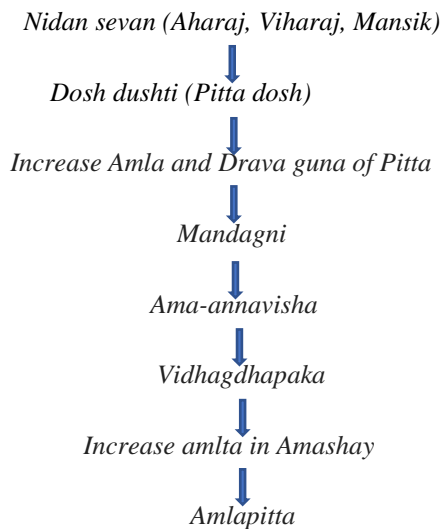 Nidan sevan (Aharaj, Viharaj, Mansik)
Dosh dushti (Pitta dosh)
Increase Amla and Drava guna of Pitta
Mandagni
Ama-annavisha
Vidhagdhapaka
Increase amlta in Amashay
Amlapitta